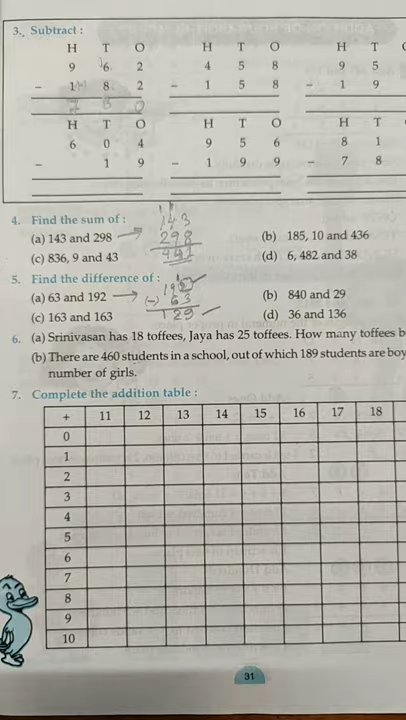 3. Subtract :
H T O H T O H T
9 6 2 4 5 8 9 5
− 1 8 2 − 1 5 8 − 1 9
7 8 0
H T O H T O H T
6 0 4 9 5 6 8 1
− 1 9 − 1 9 9 − 7 8
4. Find the sum of :
(a) 143 and 298 → 143
298
441
(b) 185, 10 and 436
(c) 836, 9 and 43
(d) 6, 482 and 38
5. Find the difference of :
(a) 63 and 192 → 192
(−) 63
129
(b) 840 and 29
(c) 163 and 163
(d) 36 and 136
6. (a) Srinivasan has 18 toffees, Jaya has 25 toffees. How many toffees
(b) There are 460 students in a school, out of which 189 students are
number of girls.
7. Complete the addition table :
+ 11 12 13 14 15 16 17 18
0
1
2
3
4
5
6
7
8
9
10
31